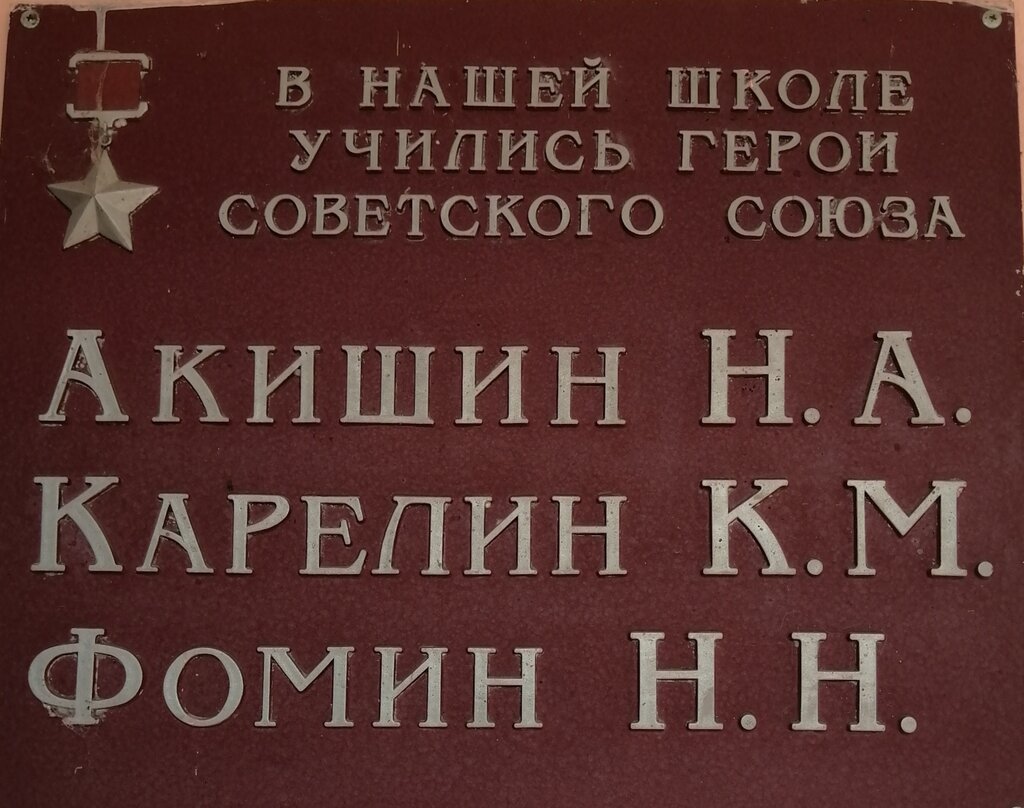 В НАШЕЙ ШКОЛЕ
УЧИЛИСЬ ГЕРОИ
СОВЕТСКОГО СОЮЗА
АКИШИН Н. А.
КАРЕЛИН К. М.
ФОМИН Н. Н.